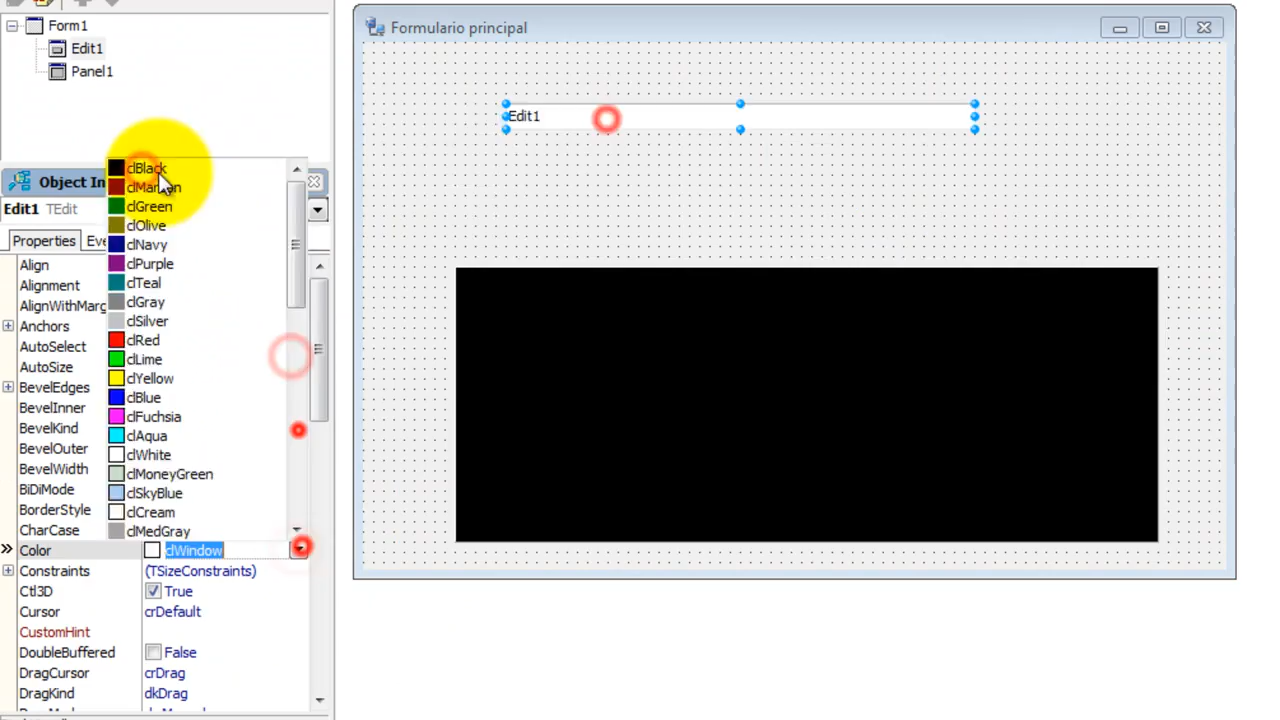 Form1
Edit1
Panel1
Formulario principal
Edit1
Object In
Edit1 TEdit
Properties Eve
clBlack
clMaroon
clGreen
clOlive
clNavy
clPurple
clTeal
clGray
clSilver
clRed
clLime
clYellow
clBlue
clFuchsia
clAqua
clWhite
clMoneyGreen
clSkyBlue
clCream
clMedGray
Align
Alignment
AlignWithMarg
Anchors
AutoSelect
AutoSize
BevelEdges
BevelInner
BevelKind
BevelOuter
BevelWidth
BiDiMode
BorderStyle
CharCase
Color clWindow
Constraints (TSizeConstraints)
Ctl3D True
Cursor crDefault
CustomHint
DoubleBuffered False
DragCursor crDrag
DragKind dkDrag